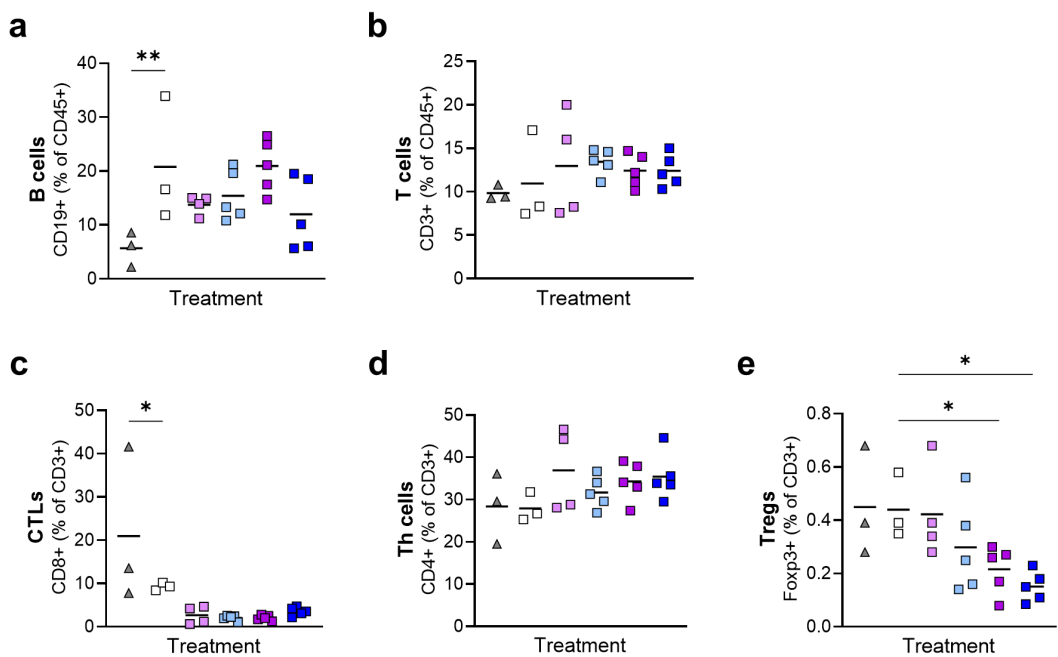 a
**
B cells
CD19+ (% of CD45+)
40
30
20
10
0
Treatment
b
T cells
CD3+ (% of CD45+)
25
20
15
10
5
0
Treatment
c
*
CTLs
CD8+ (% of CD3+)
50
40
30
20
10
0
Treatment
d
Th cells
CD4+ (% of CD3+)
50
40
30
20
10
0
Treatment
e
*
*
Tregs
Foxp3+ (% of CD3+)
0.8
0.6
0.4
0.2
0.0
Treatment